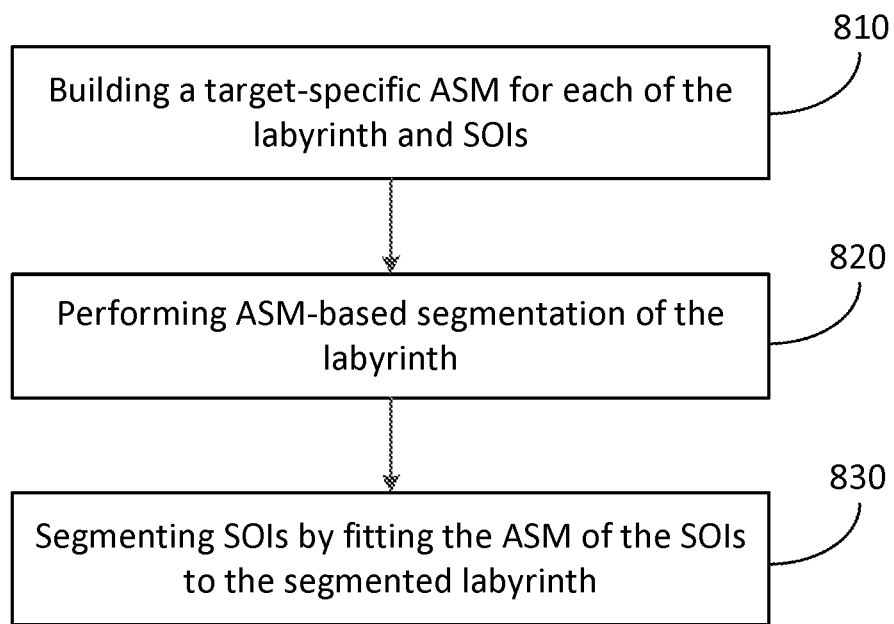 810
Building a target-specific ASM for each of the
labyrinth and SOIs
820
Performing ASM-based segmentation of the
labyrinth
830
Segmenting SOIs by fitting the ASM of the SOIs
to the segmented labyrinth